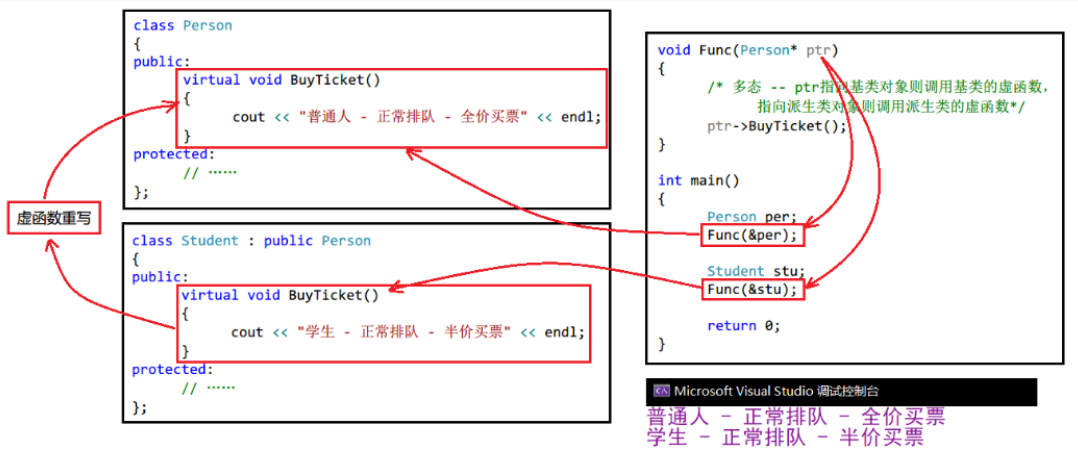 class Person
{
public:
virtual void BuyTicket()
{
cout << "普通人 - 正常排队 - 全价买票" << endl;
}
protected:
// ……
};
虚函数重写
class Student : public Person
{
public:
virtual void BuyTicket()
{
cout << "学生 - 正常排队 - 半价买票" << endl;
}
protected:
// ……
};
void Func(Person* ptr)
{
/* 多态 -- ptr指向基类对象则调用基类的虚函数，
指向派生类对象则调用派生类的虚函数*/
ptr->BuyTicket();
}
int main()
{
Person per;
Func(&per);
Student stu;
Func(&stu);
return 0;
}
Microsoft Visual Studio 调试控制台
普通人 - 正常排队 - 全价买票
学生 - 正常排队 - 半价买票